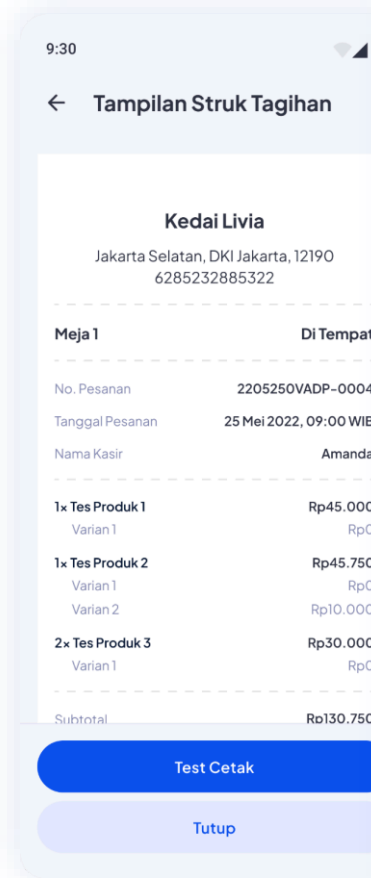 9:30
Tampilan Struk Tagihan
Kedai Livia
Jakarta Selatan, DKI Jakarta, 12190
6285232885322
Meja 1 Di Tempat
No. Pesanan 2205250VADP-0004
Tanggal Pesanan 25 Mei 2022, 09:00 WIB
Nama Kasir Amanda
1x Tes Produk 1 Rp45.000
Varian 1 Rp0
1x Tes Produk 2 Rp45.750
Varian 1 Rp0
Varian 2 Rp10.000
2x Tes Produk 3 Rp30.000
Varian 1 Rp0
Subtotal Rp130.750
Test Cetak
Tutup